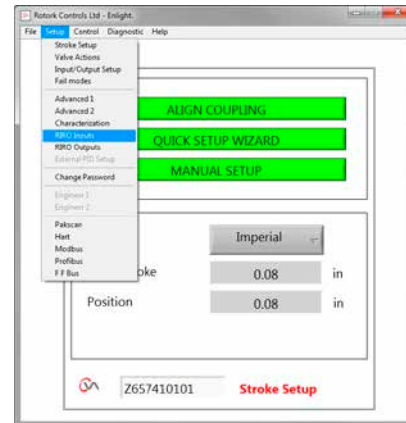 Rotork Controls Ltd - Enlight.
File Setup Control Diagnostic Help
Stroke Setup
Valve Actions
Input/Output Setup
Fail modes
Advanced 1
Advanced 2
Characterization
RIRO Inputs
RIRO Outputs
External PID Setup
Change Password
Engineer 1
Engineer 2
Pakscan
Hart
Modbus
Profibus
F F Bus
ALIGN COUPLING
QUICK SETUP WIZARD
MANUAL SETUP
Imperial
oke 0.08 in
Position 0.08 in
Z657410101 Stroke Setup